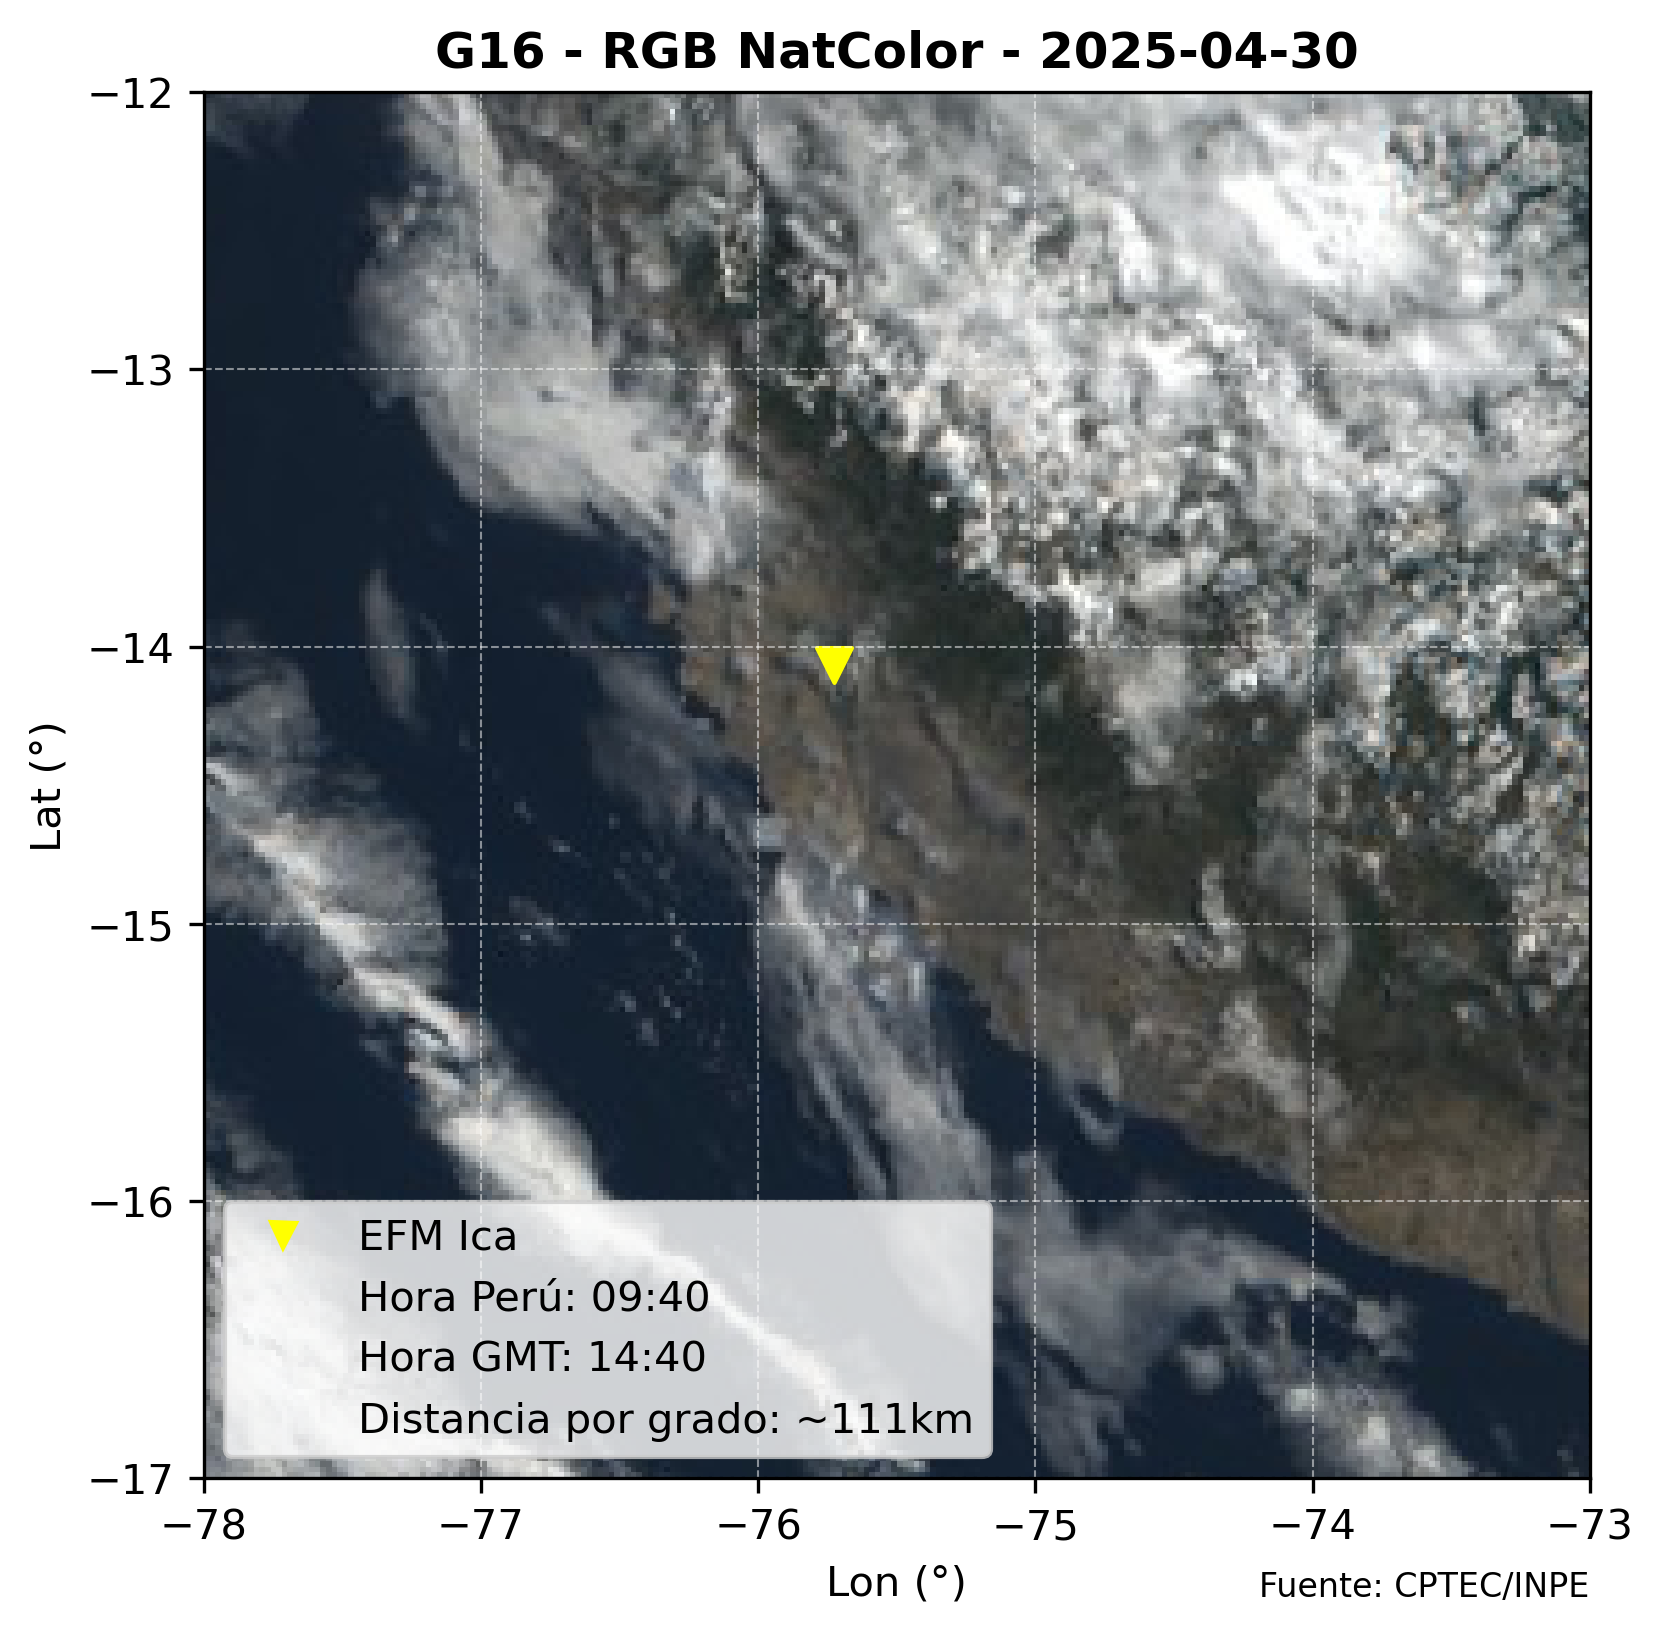 G16 - RGB NatColor - 2025-04-30
−12
−13
−14
−15
−16
−17
Lat (°)
EFM Ica
Hora Perú: 09:40
Hora GMT: 14:40
Distancia por grado: ~111km
−78 −77 −76 −75 −74 −73
Lon (°)
Fuente: CPTEC/INPE